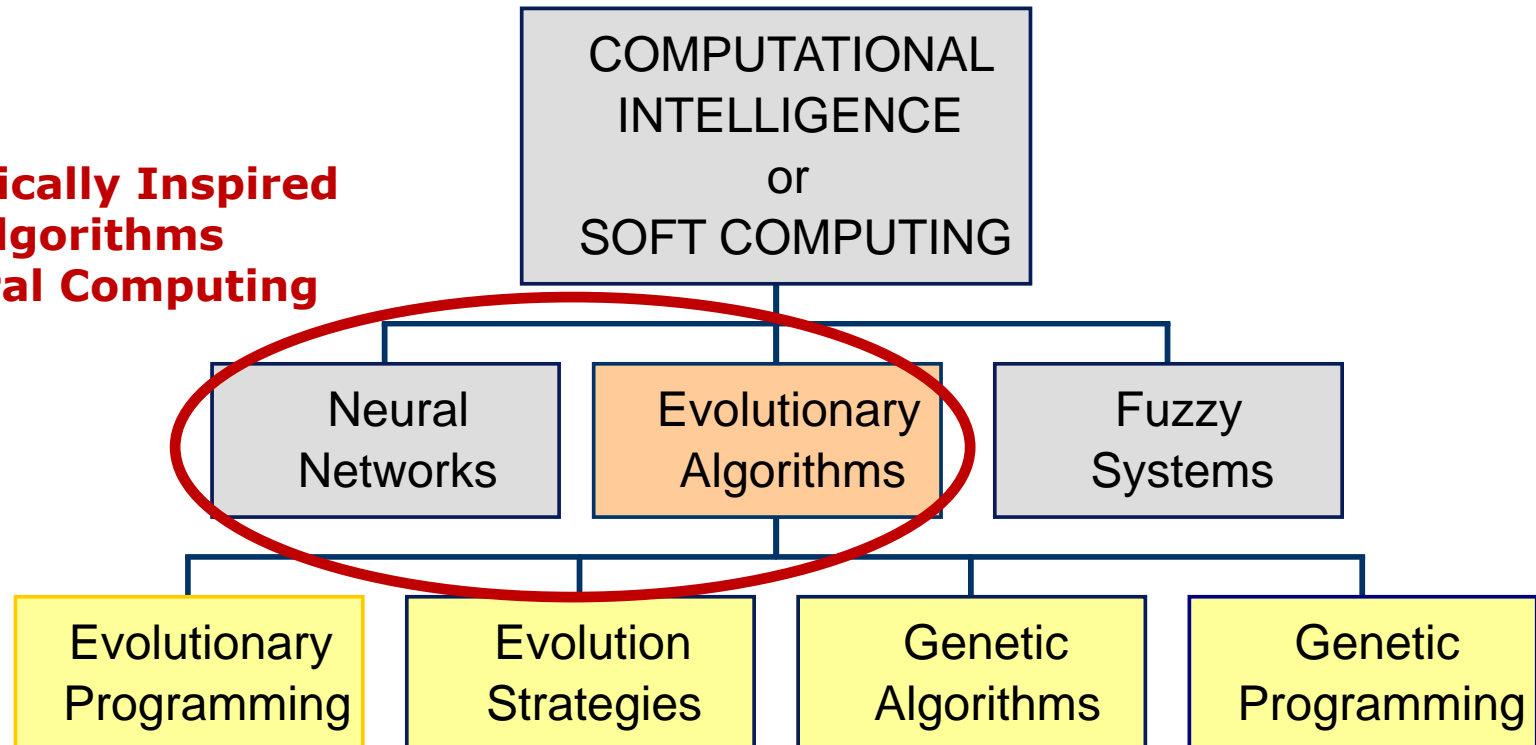 COMPUTATIONAL
INTELLIGENCE
or
SOFT COMPUTING
ically Inspired
lgorithms
al Computing
Neural
Networks
Evolutionary
Algorithms
Fuzzy
Systems
Evolutionary
Programming
Evolution
Strategies
Genetic
Algorithms
Genetic
Programming